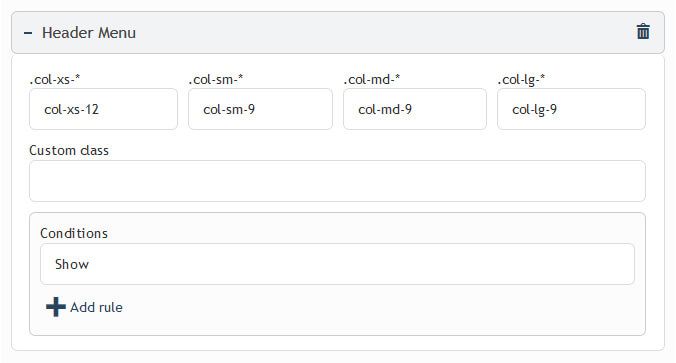 Header Menu
.col-xs-* .col-sm-* .col-md-* .col-lg-*
col-xs-12 col-sm-9 col-md-9 col-lg-9
Custom class
Conditions
Show
Add rule